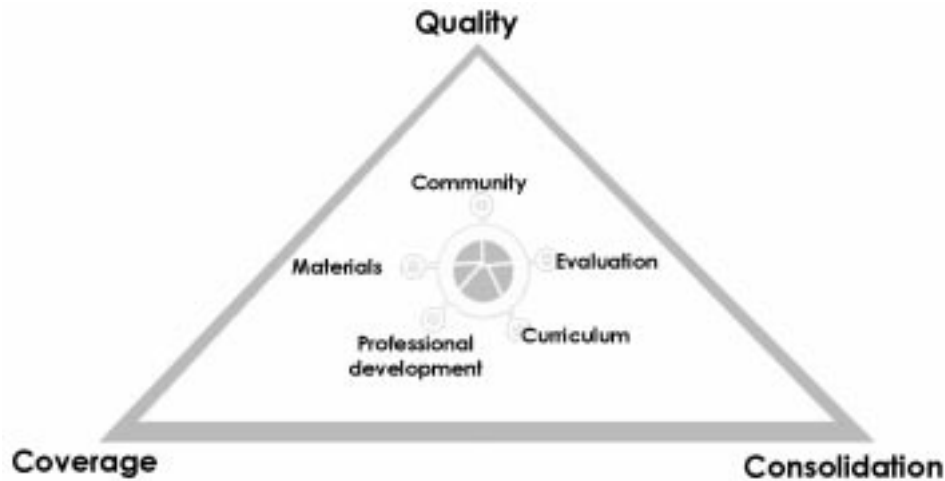 Quality
Community
Materials
Evaluation
Professional
development
Curriculum
Coverage
Consolidation